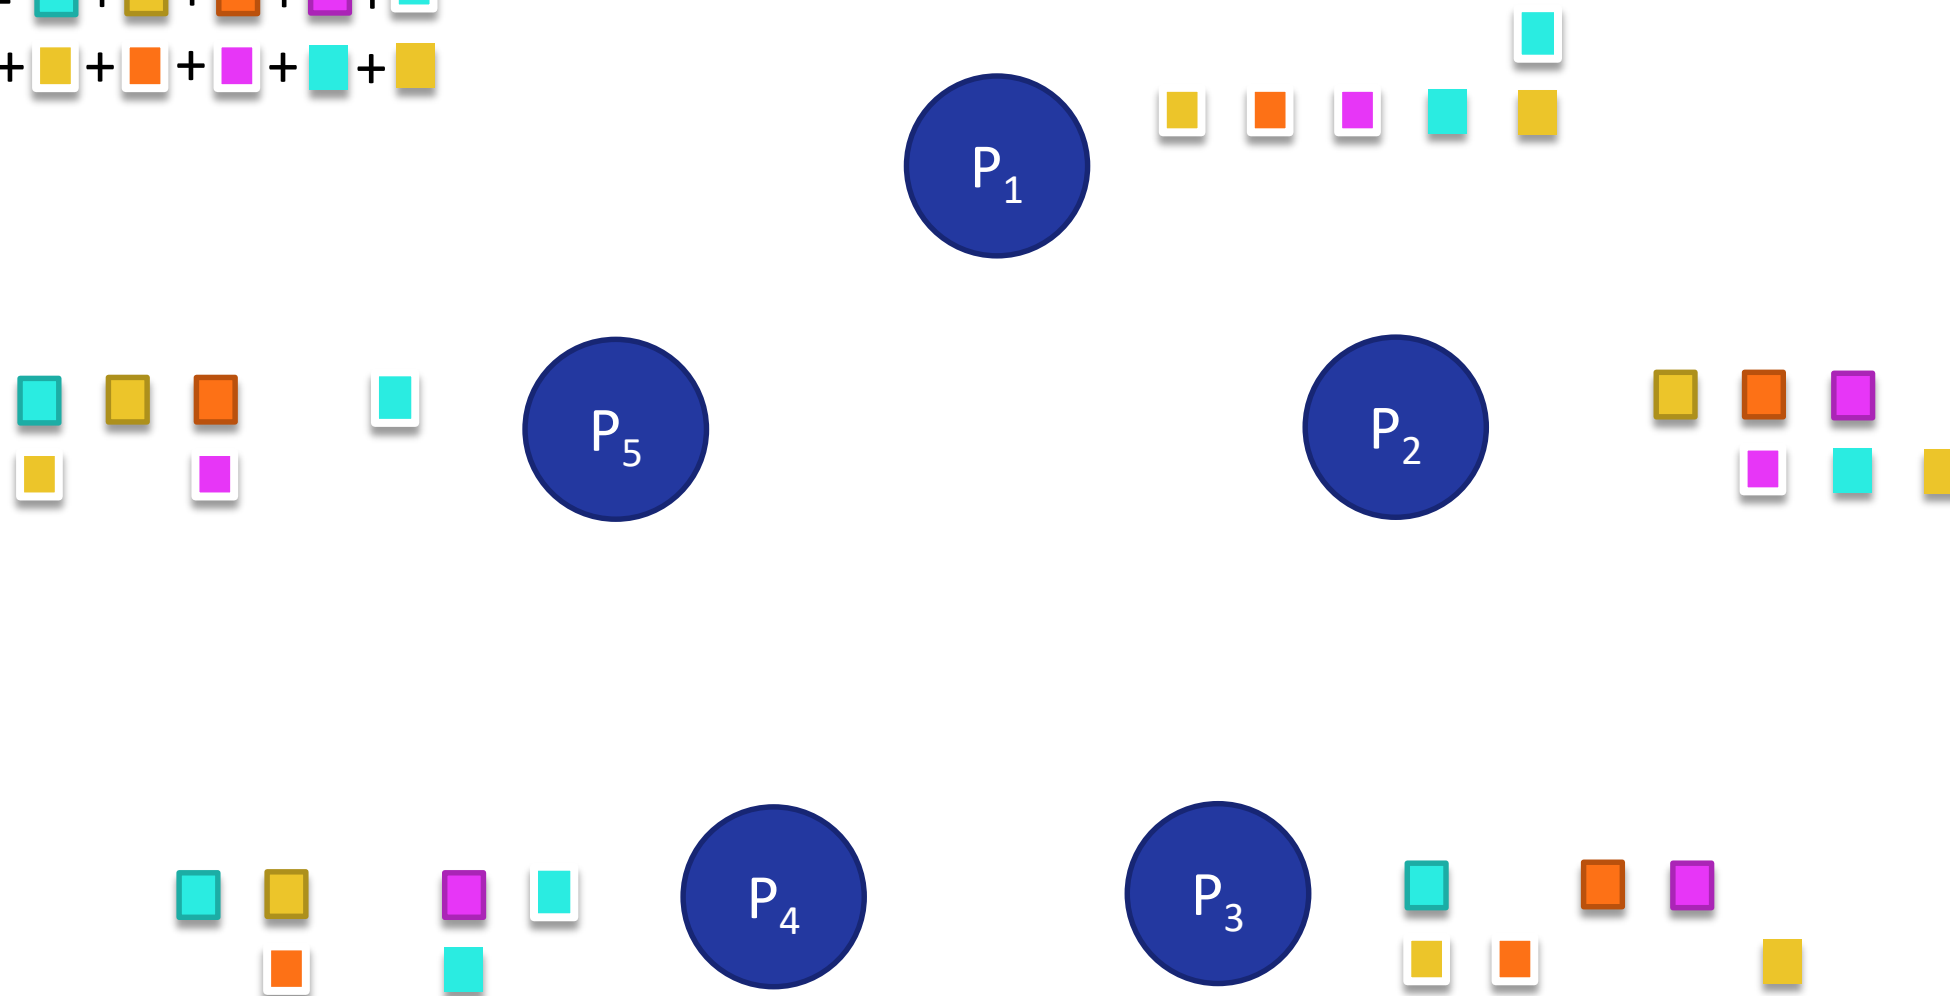 + + + + +
+ + + + +
P1
P5
P2
P4
P3